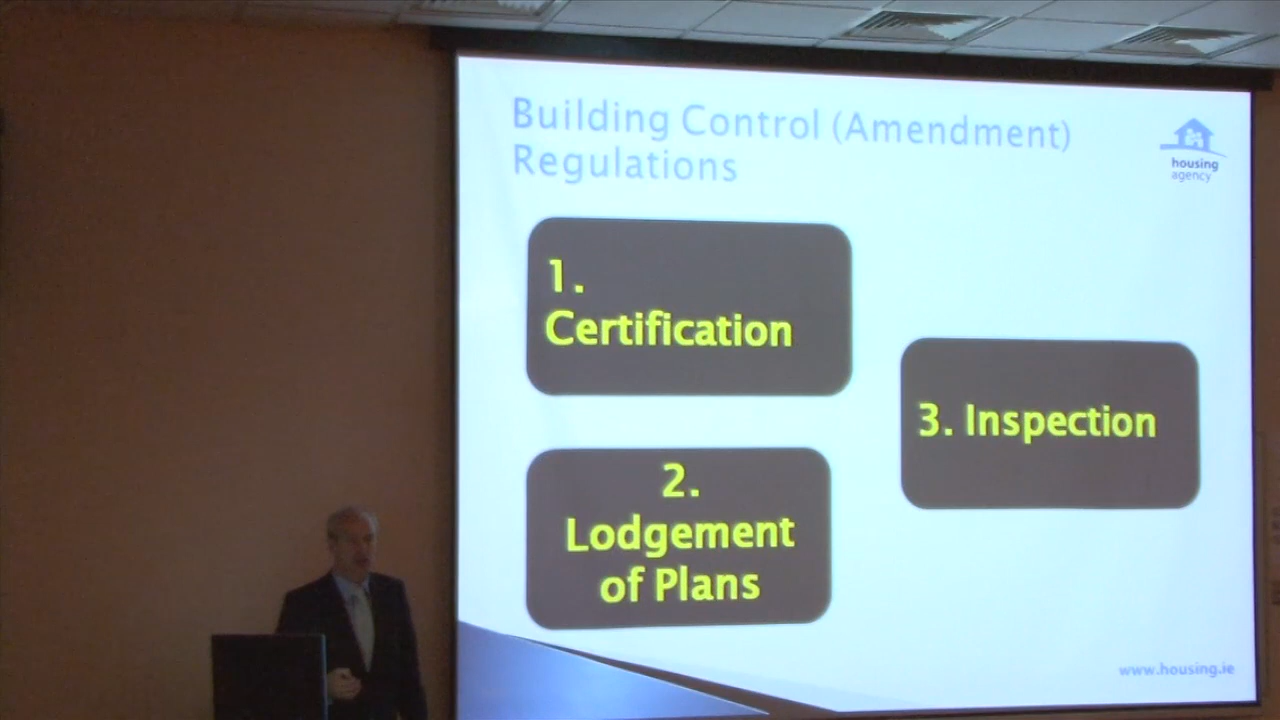 Building Control (Amendment)
Regulations
housing
agency
1.
Certification
2.
Lodgement
of Plans
3. Inspection
www.housing.ie